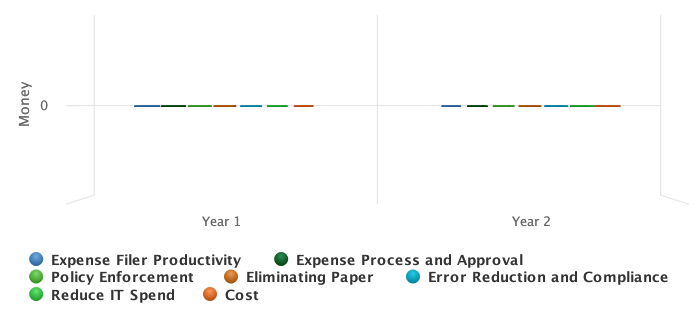 Money
0
Year 1
Year 2
Expense Filer Productivity
Expense Process and Approval
Policy Enforcement
Eliminating Paper
Error Reduction and Compliance
Reduce IT Spend
Cost